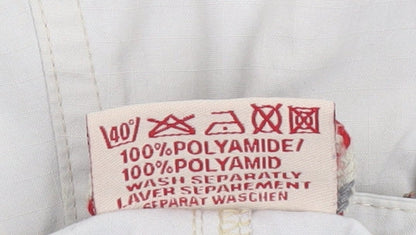 40°
100% POLYAMIDE/
100% POLYAMID
WASH SEPARATLY
LAVER SEPAREMENT
SEPARAT WASCHEN